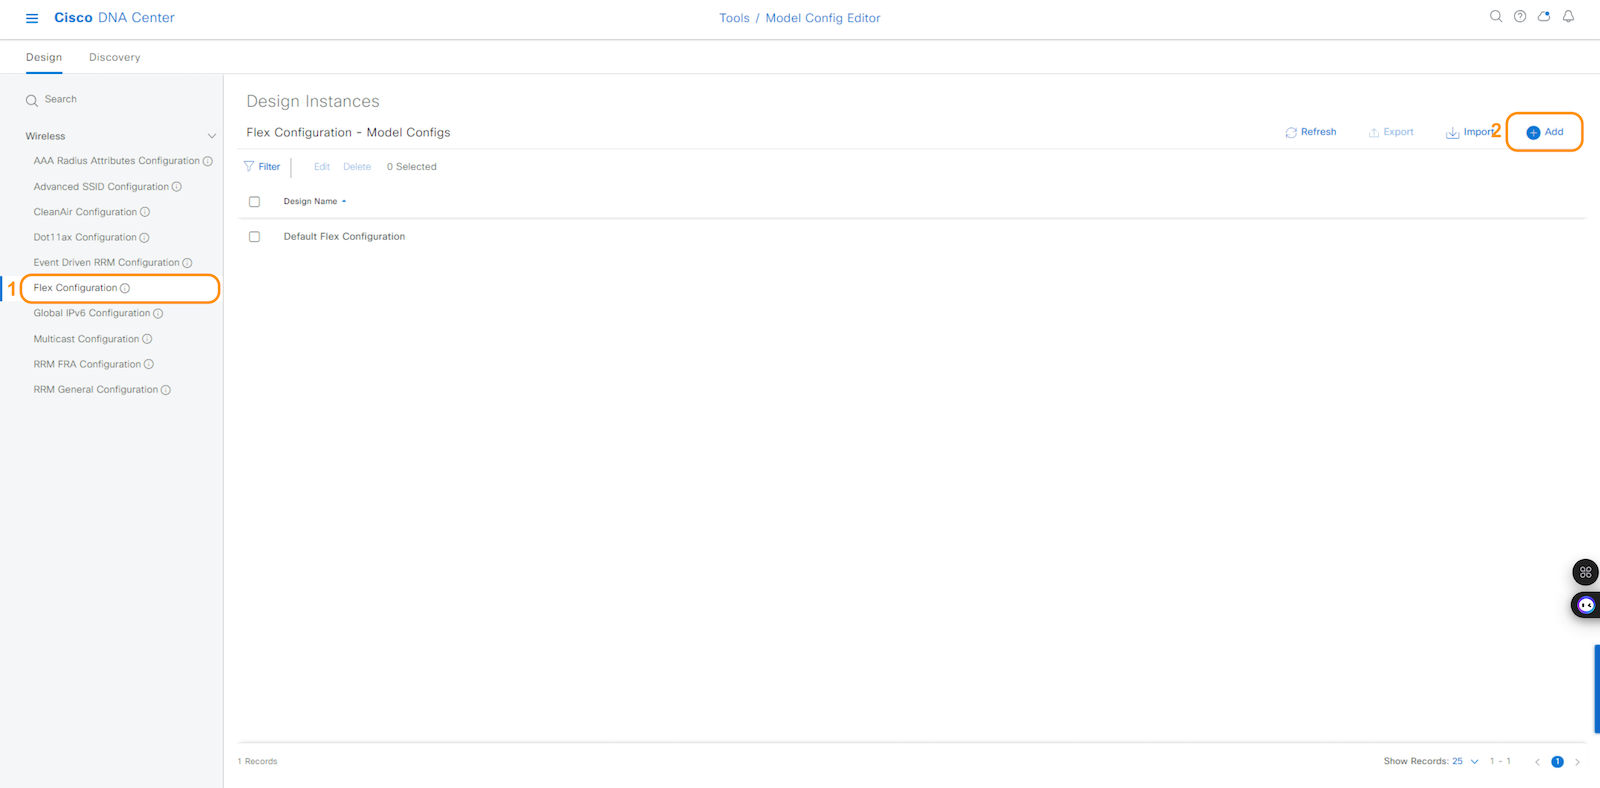 Cisco DNA Center
Tools / Model Config Editor
Design Discovery
Search
Wireless
AAA Radius Attributes Configuration
Advanced SSID Configuration
CleanAir Configuration
Dot11ax Configuration
Event Driven RRM Configuration
1 Flex Configuration
Global IPv6 Configuration
Multicast Configuration
RRM FRA Configuration
RRM General Configuration
Design Instances
Flex Configuration - Model Configs
Refresh Export Import 2 Add
Filter Edit Delete 0 Selected
Design Name
Default Flex Configuration
1 Records
Show Records: 25 1 - 1 1